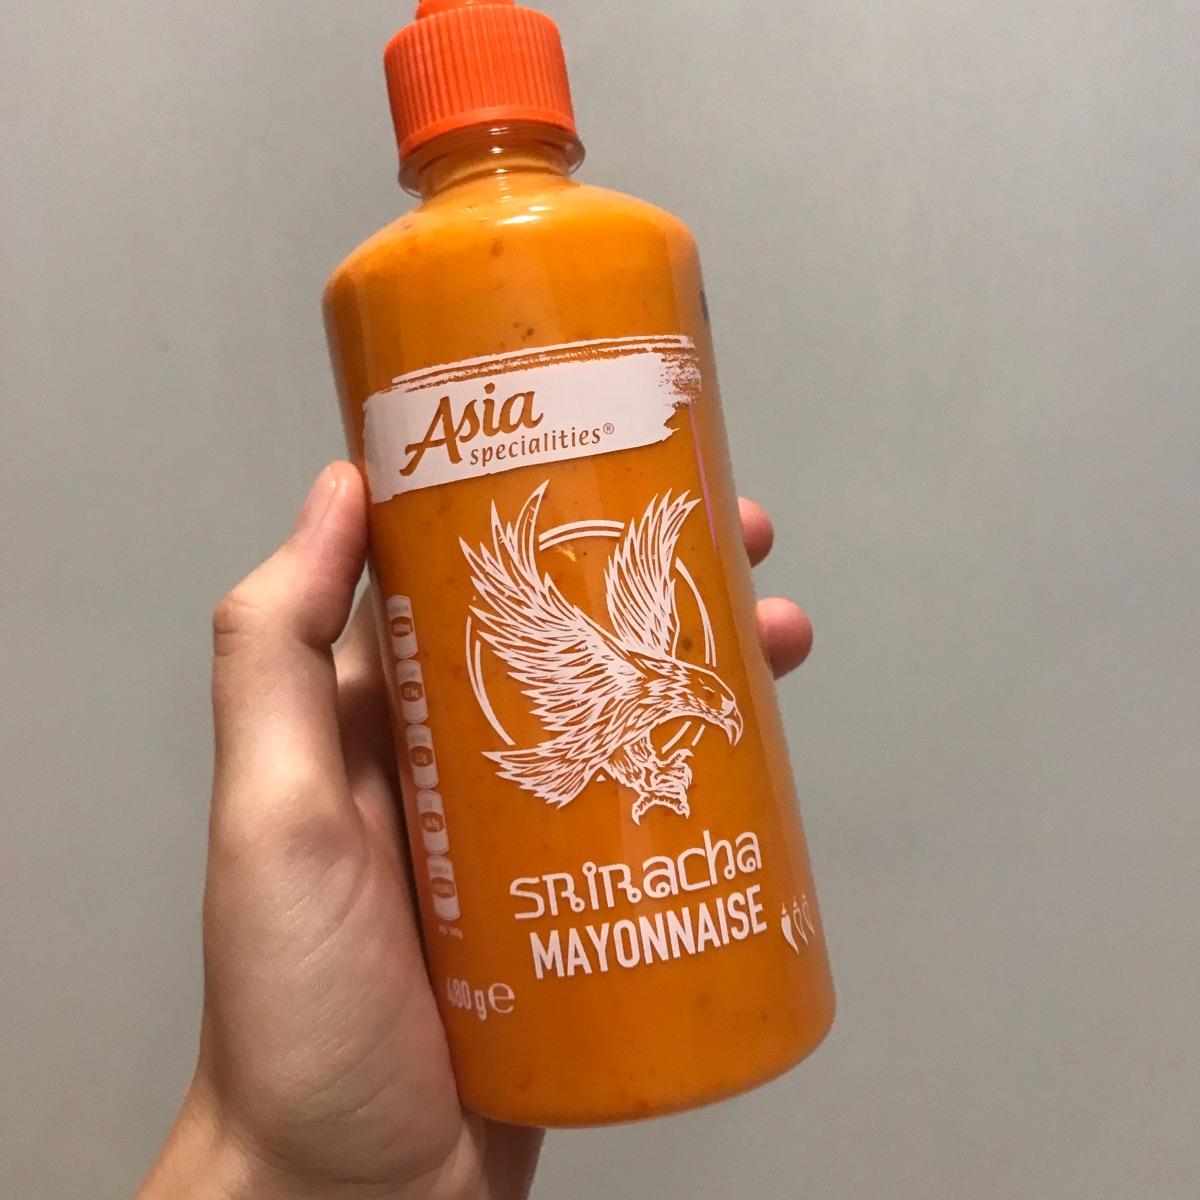 Asia
specialities®
SRIRACHA
MAYONNAISE
480 g e